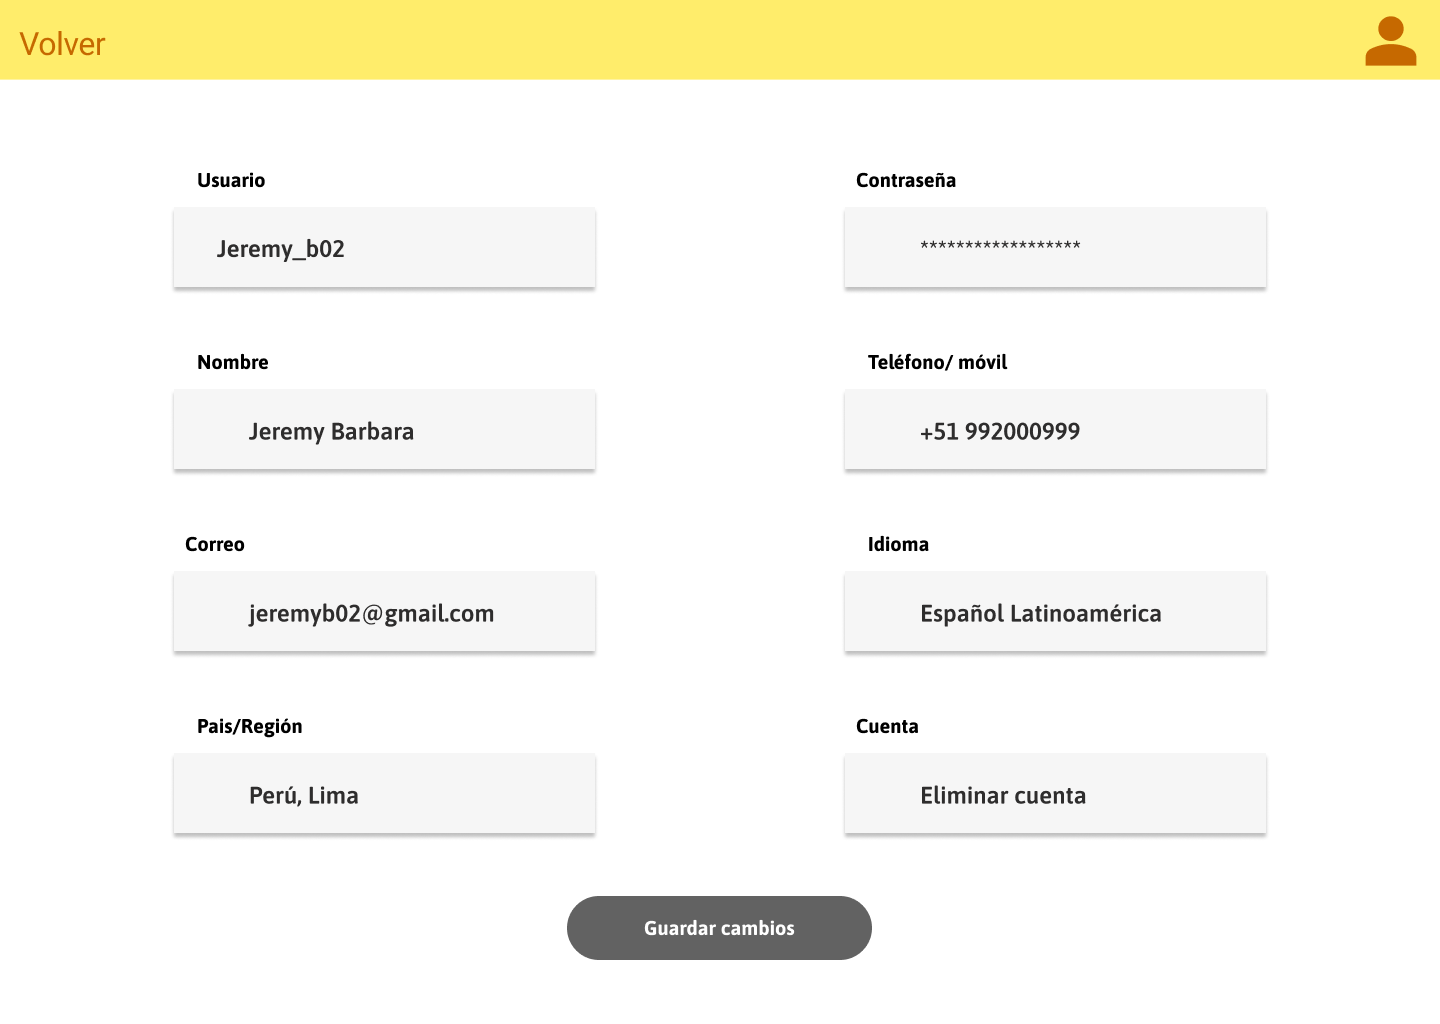 Volver
Usuario
Contraseña
Jeremy_b02
******************
Nombre
Teléfono/ móvil
Jeremy Barbara
+51 992000999
Correo
Idioma
jeremyb02@gmail.com
Español Latinoamérica
Pais/Región
Cuenta
Perú, Lima
Eliminar cuenta
Guardar cambios